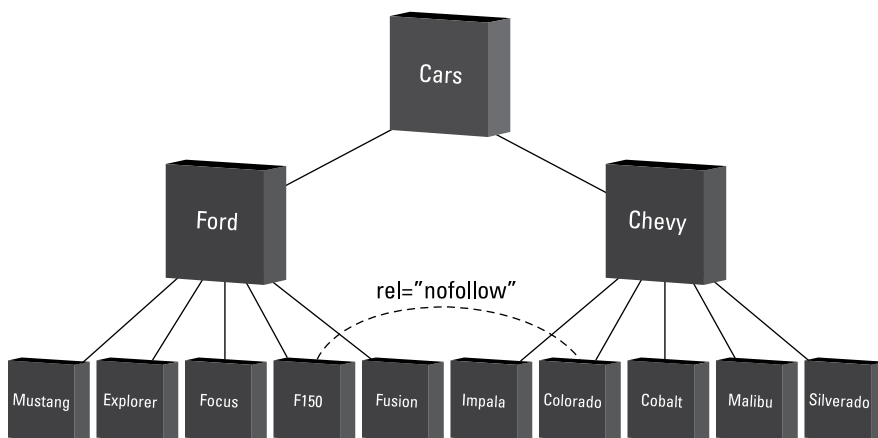 Cars
Ford
Chevy
rel="nofollow"
Mustang
Explorer
Focus
F150
Fusion
Impala
Colorado
Cobalt
Malibu
Silverado